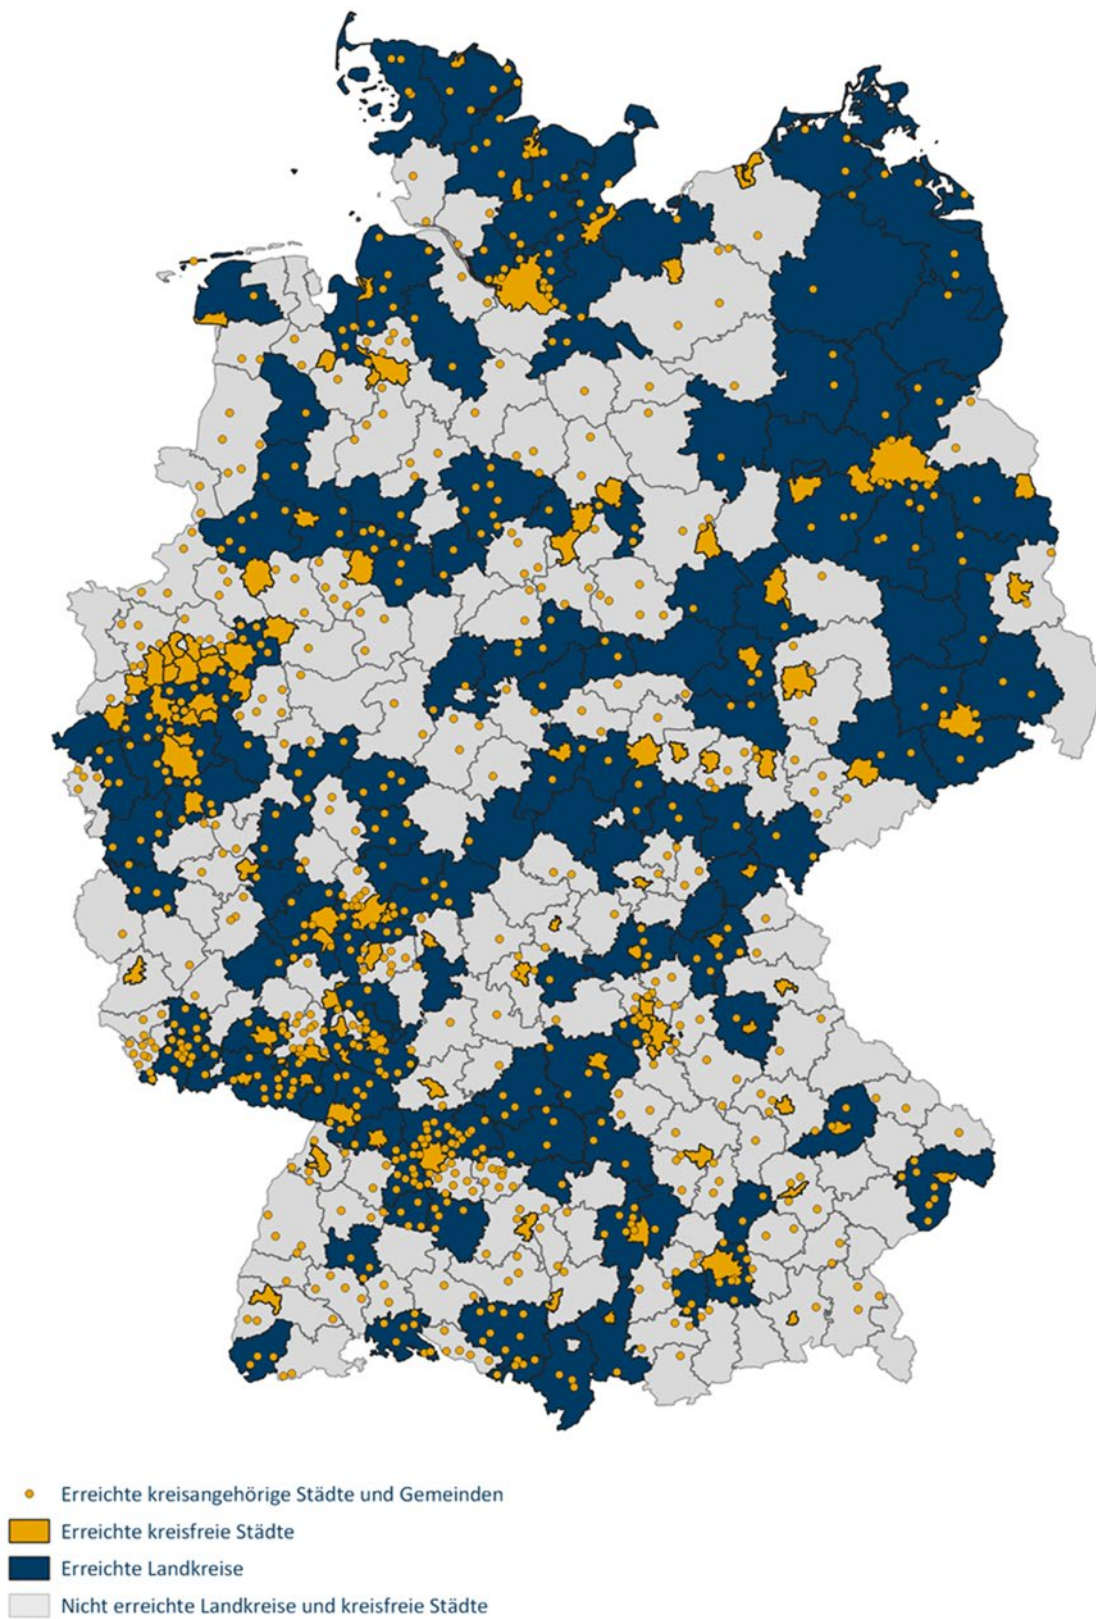 Erreichte kreisangehörige Städte und Gemeinden
Erreichte kreisfreie Städte
Erreichte Landkreise
Nicht erreichte Landkreise und kreisfreie Städte